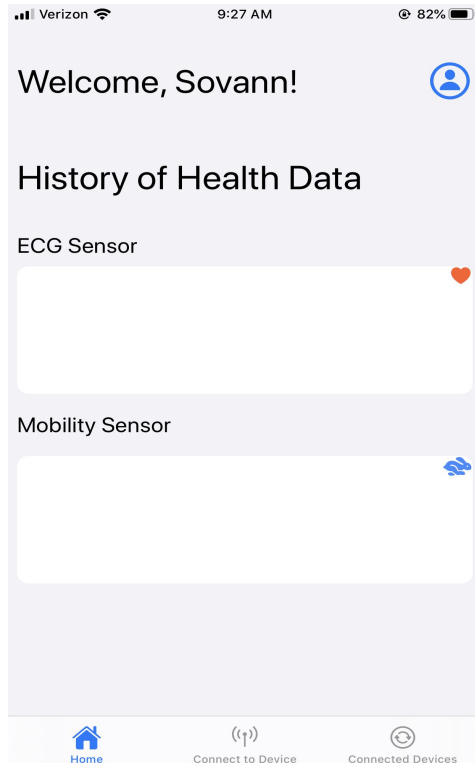 Verizon 9:27 AM 82%
Welcome, Sovann!
History of Health Data
ECG Sensor
Mobility Sensor
Home Connect to Device Connected Devices